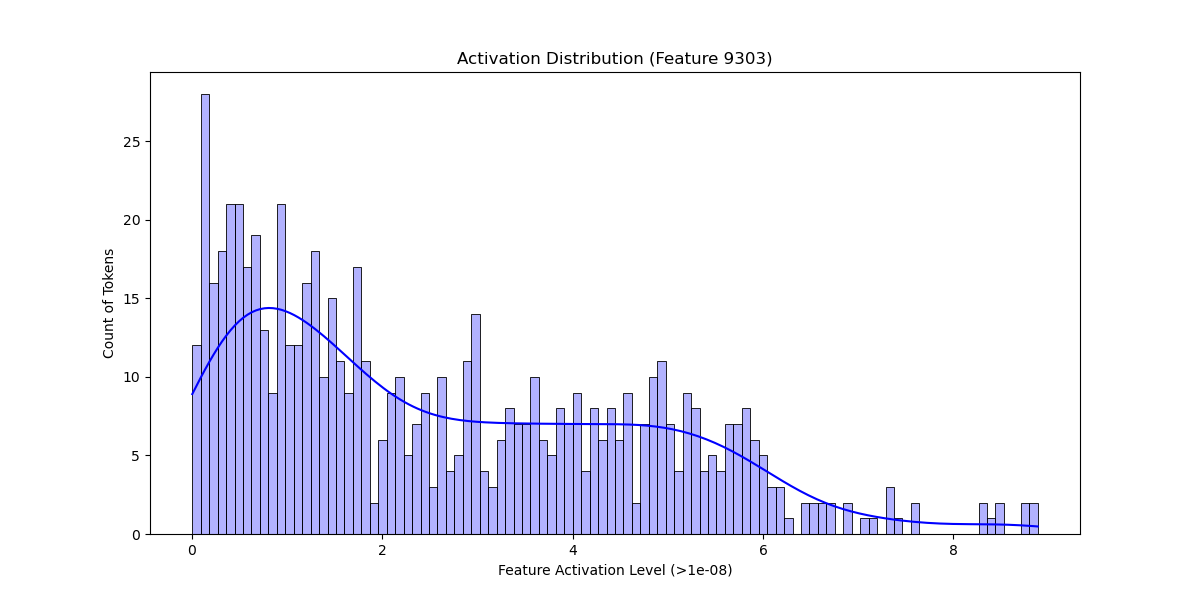 Activation Distribution (Feature 9303)
Count of Tokens
25
20
15
10
5
0
0 2 4 6 8
Feature Activation Level (>1e-08)